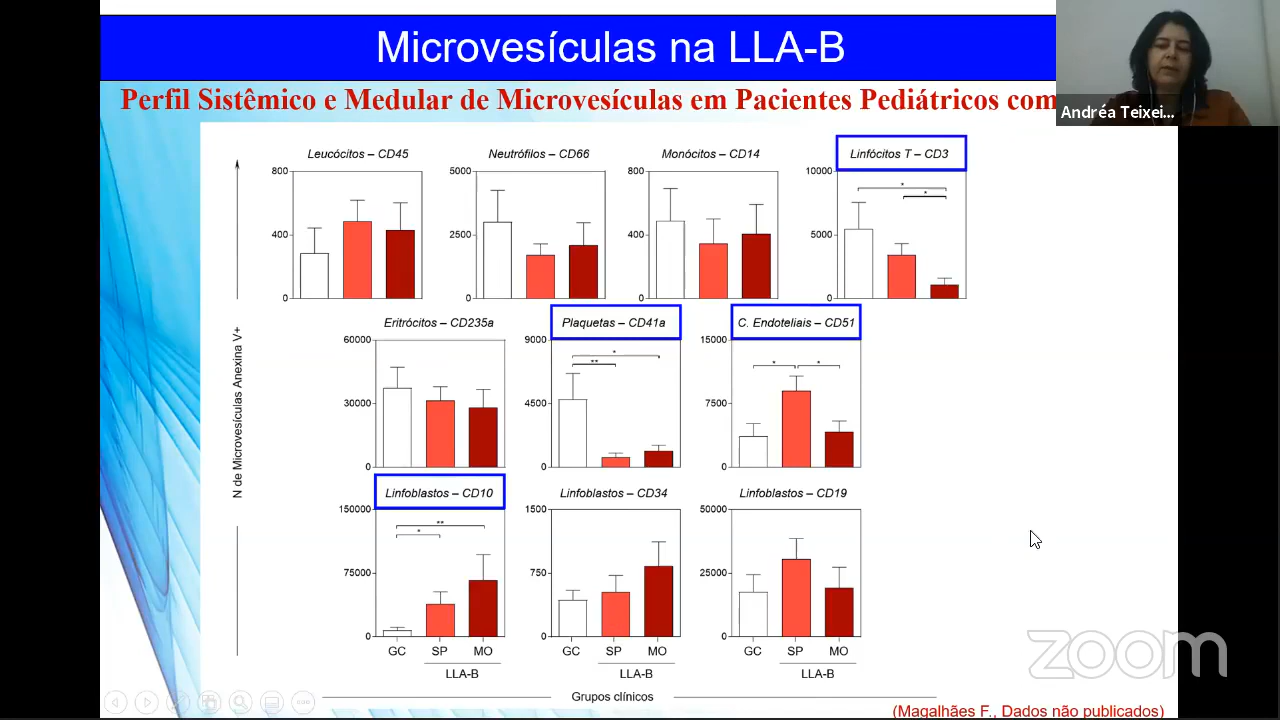 Microvesículas na LLA-B
Perfil Sistêmico e Medular de Microvesículas em Pacientes Pediátricos com
Andréa Teixei...
Leucócitos – CD45
Neutrófilos – CD66
Monócitos – CD14
Linfócitos T – CD3
800
400
0
5000
2500
0
800
400
0
10000
5000
0
*
*
Eritrócitos – CD235a
Plaquetas – CD41a
C. Endoteliais – CD51
60000
30000
0
9000
4500
0
*
**
15000
7500
0
*
*
N de Microvesículas Anexina V+
Linfoblastos – CD10
Linfoblastos – CD34
Linfoblastos – CD19
150000
75000
0
**
*
1500
750
0
50000
25000
0
GC SP MO
GC SP MO
GC SP MO
LLA-B
LLA-B
LLA-B
Grupos clínicos
zoom
(Magalhães F., Dados não publicados)